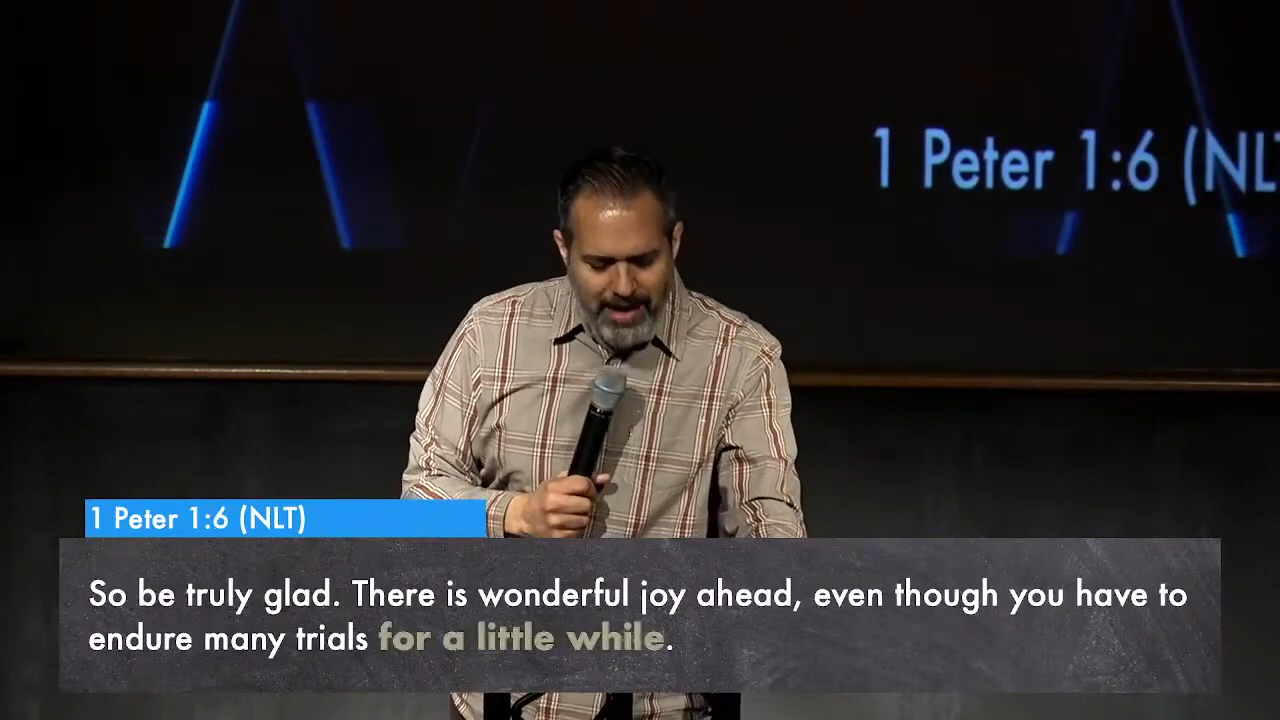 1 Peter 1:6 (NL
1 Peter 1:6 (NLT)
So be truly glad. There is wonderful joy ahead, even though you have to
endure many trials for a little while.